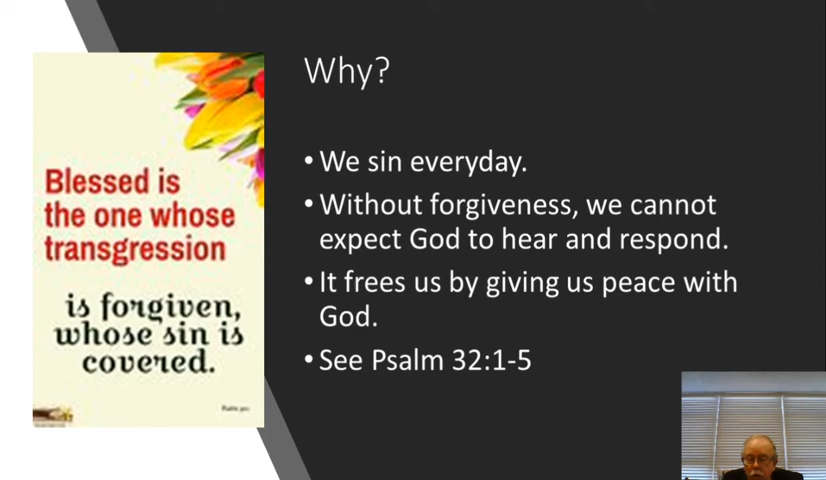 Why?
Blessed is
the one whose
transgression
is forgiven,
whose sin is
covered.
• We sin everyday.
• Without forgiveness, we cannot
expect God to hear and respond.
• It frees us by giving us peace with
God.
• See Psalm 32:1-5